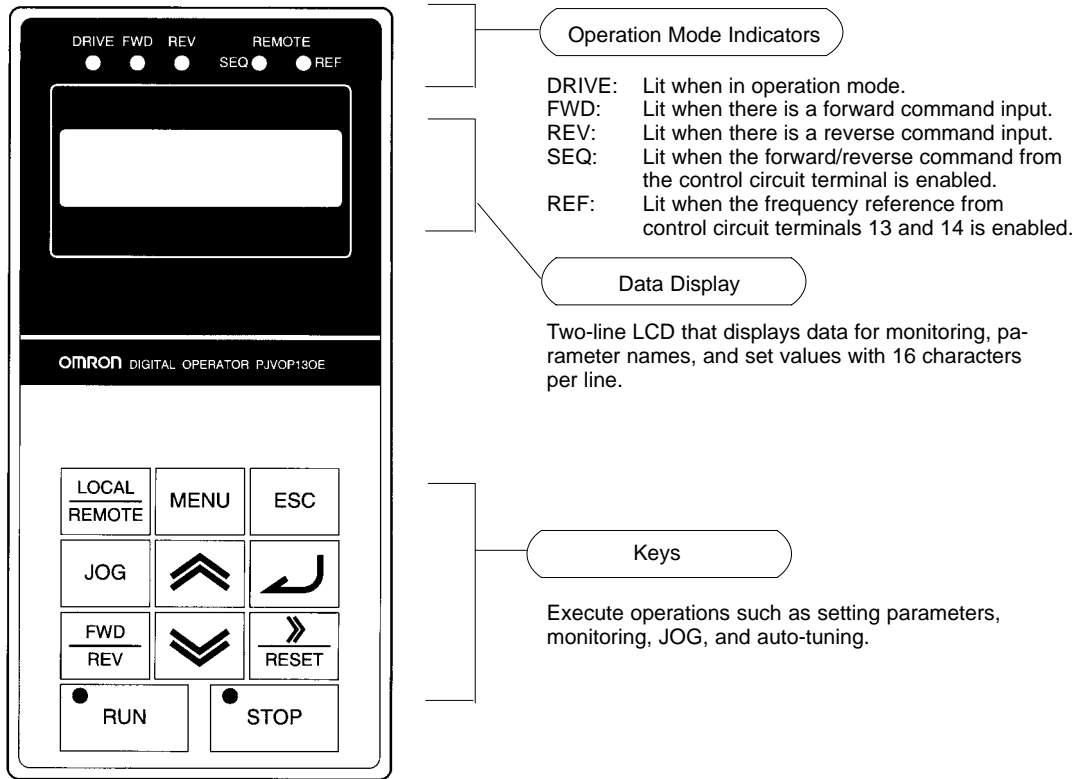 DRIVE FWD REV REMOTE
SEQ REF
OMRON DIGITAL OPERATOR PJVOP130E
LOCAL
REMOTE
MENU
ESC
JOG
FWD
REV
RESET
RUN
STOP
Operation Mode Indicators
DRIVE: Lit when in operation mode.
FWD: Lit when there is a forward command input.
REV: Lit when there is a reverse command input.
SEQ: Lit when the forward/reverse command from
the control circuit terminal is enabled.
REF: Lit when the frequency reference from
control circuit terminals 13 and 14 is enabled.
Data Display
Two-line LCD that displays data for monitoring, pa-
rameter names, and set values with 16 characters
per line.
Keys
Execute operations such as setting parameters,
monitoring, JOG, and auto-tuning.